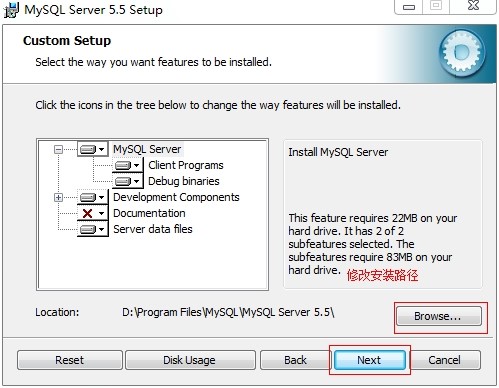 MySQL Server 5.5 Setup
Custom Setup
Select the way you want features to be installed.
Click the icons in the tree below to change the way features will be installed.
MySQL Server
Client Programs
Debug binaries
Development Components
Documentation
Server data files
Install MySQL Server
This feature requires 22MB on your
hard drive. It has 2 of 2
subfeatures selected. The
subfeatures require 83MB on your
hard drive. 修改安装路径
Location: D:\Program Files\MySQL\MySQL Server 5.5\
Browse...
Reset Disk Usage Back Next Cancel